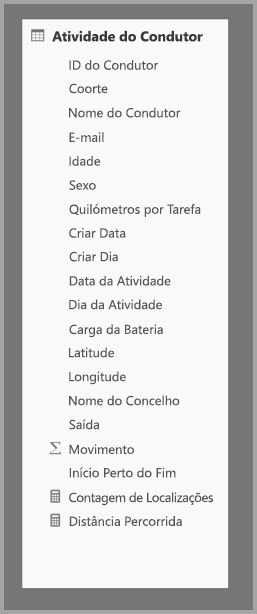 Atividade do Condutor
ID do Condutor
Coorte
Nome do Condutor
E-mail
Idade
Sexo
Quilómetros por Tarefa
Criar Data
Criar Dia
Data da Atividade
Dia da Atividade
Carga da Bateria
Latitude
Longitude
Nome do Concelho
Saída
Movimento
Início Perto do Fim
Contagem de Localizações
Distância Percorrida